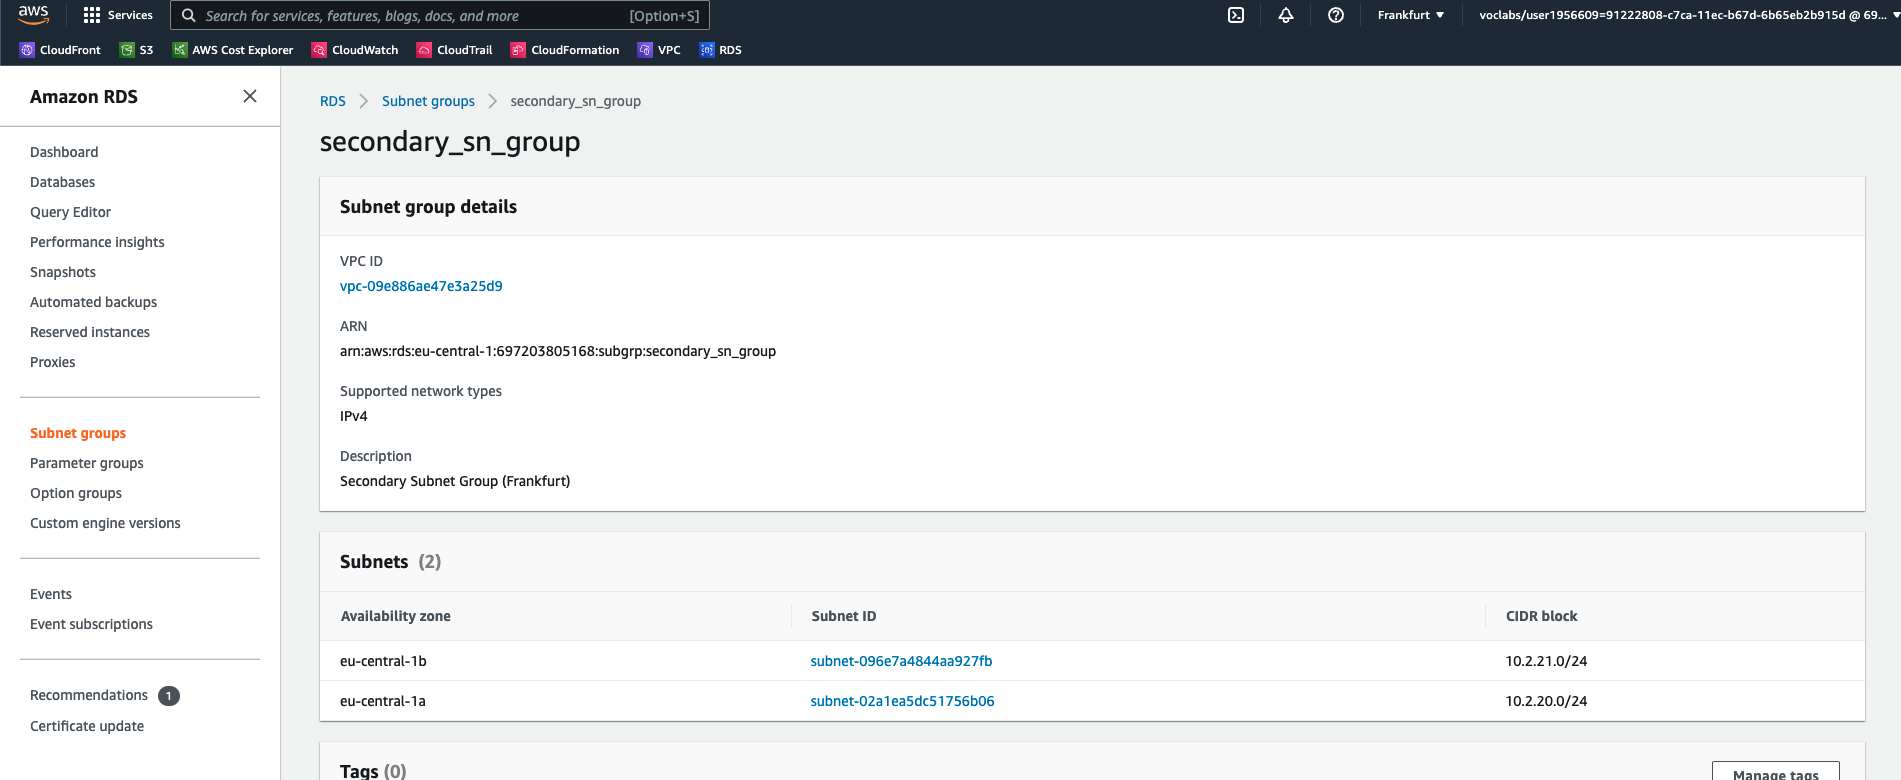 aws
Services
Search for services, features, blogs, docs, and more [Option+S]
Frankfurt
voclabs/user1956609=91222808-c7ca-11ec-b67d-6b65eb2b915d @ 69...
CloudFront S3 AWS Cost Explorer CloudWatch CloudTrail CloudFormation VPC RDS
Amazon RDS
Dashboard
Databases
Query Editor
Performance insights
Snapshots
Automated backups
Reserved instances
Proxies
Subnet groups
Parameter groups
Option groups
Custom engine versions
Events
Event subscriptions
Recommendations 1
Certificate update
RDS Subnet groups secondary_sn_group
secondary_sn_group
Subnet group details
VPC ID
vpc-09e886ae47e3a25d9
ARN
arn:aws:rds:eu-central-1:697203805168:subgrp:secondary_sn_group
Supported network types
IPv4
Description
Secondary Subnet Group (Frankfurt)
Subnets (2)
Availability zone Subnet ID CIDR block
eu-central-1b subnet-096e7a4844aa927fb 10.2.21.0/24
eu-central-1a subnet-02a1ea5dc51756b06 10.2.20.0/24
Tags (0)
Manage tags